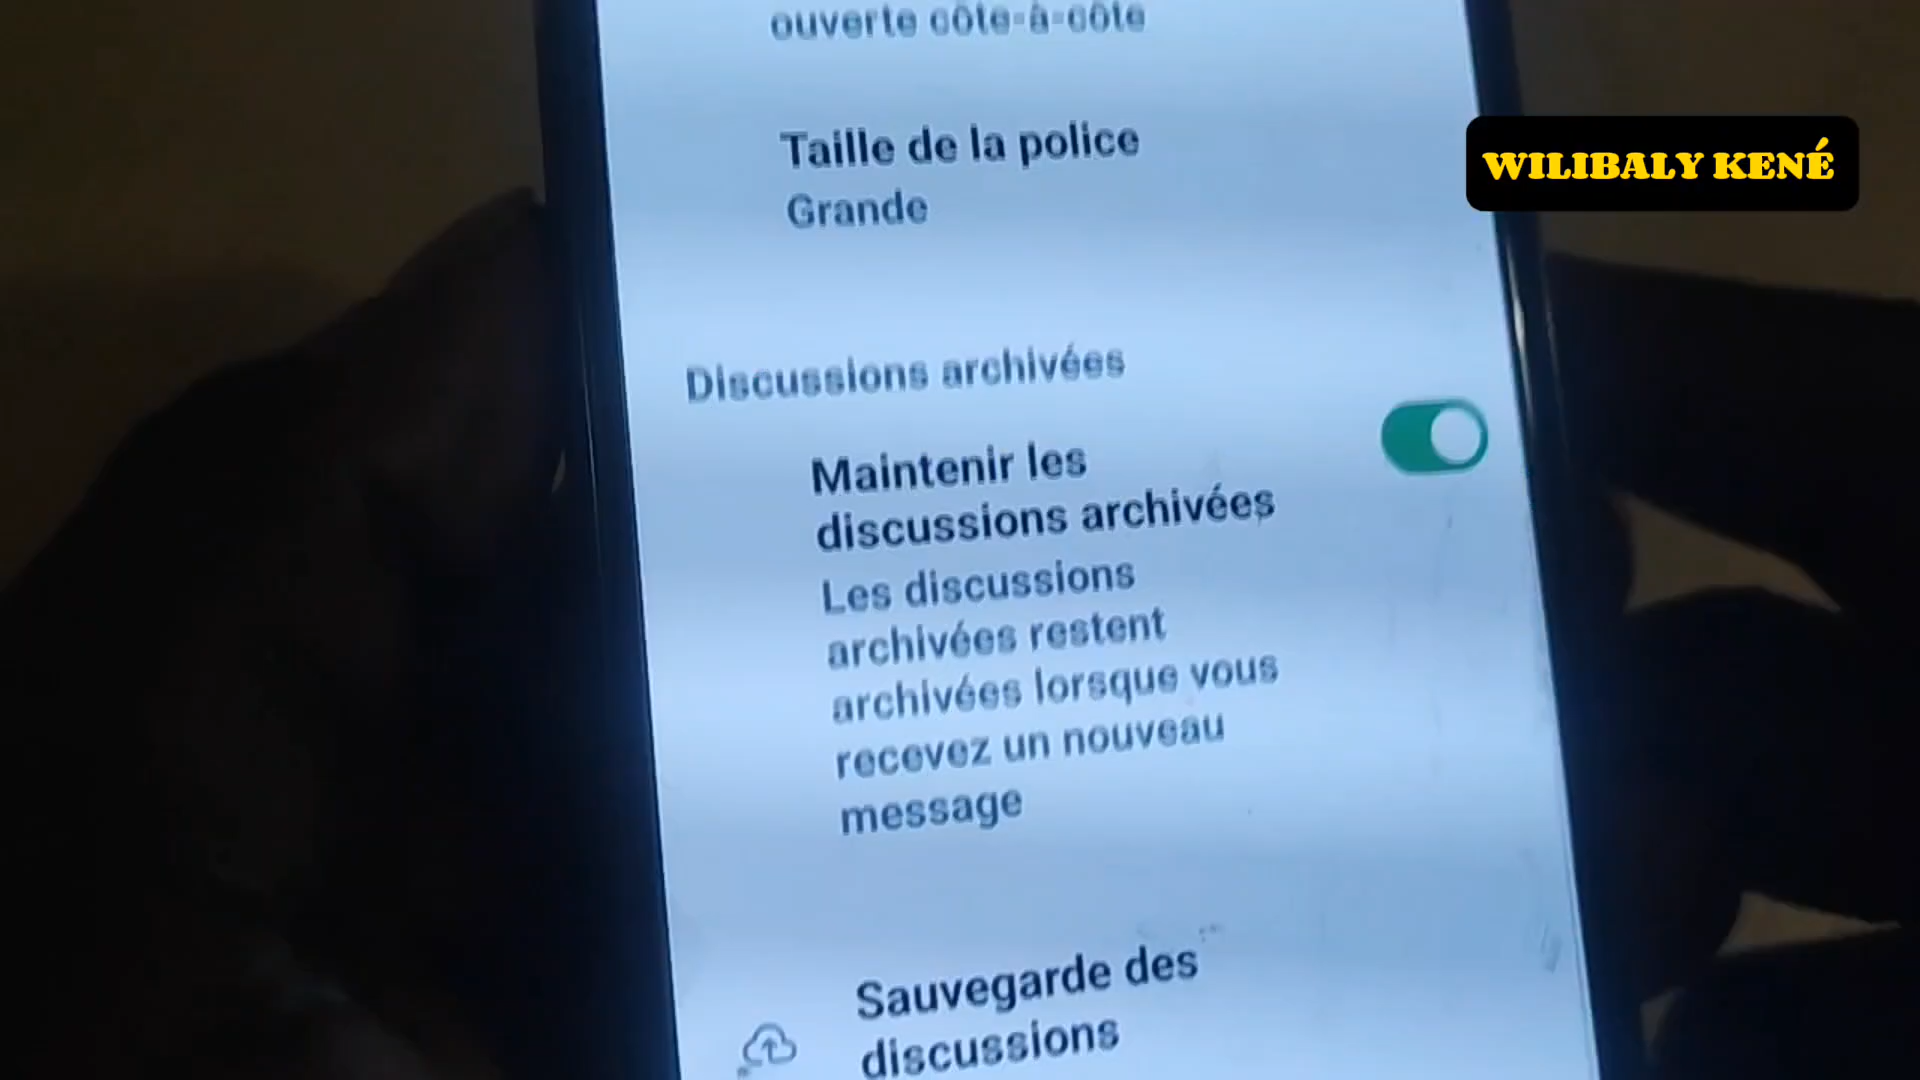 ouverte côte-à-côte
Taille de la police
Grande
WILIBALY KENÉ
Discussions archivées
Maintenir les
discussions archivées
Les discussions
archivées restent
archivées lorsque vous
recevez un nouveau
message
Sauvegarde des
discussions